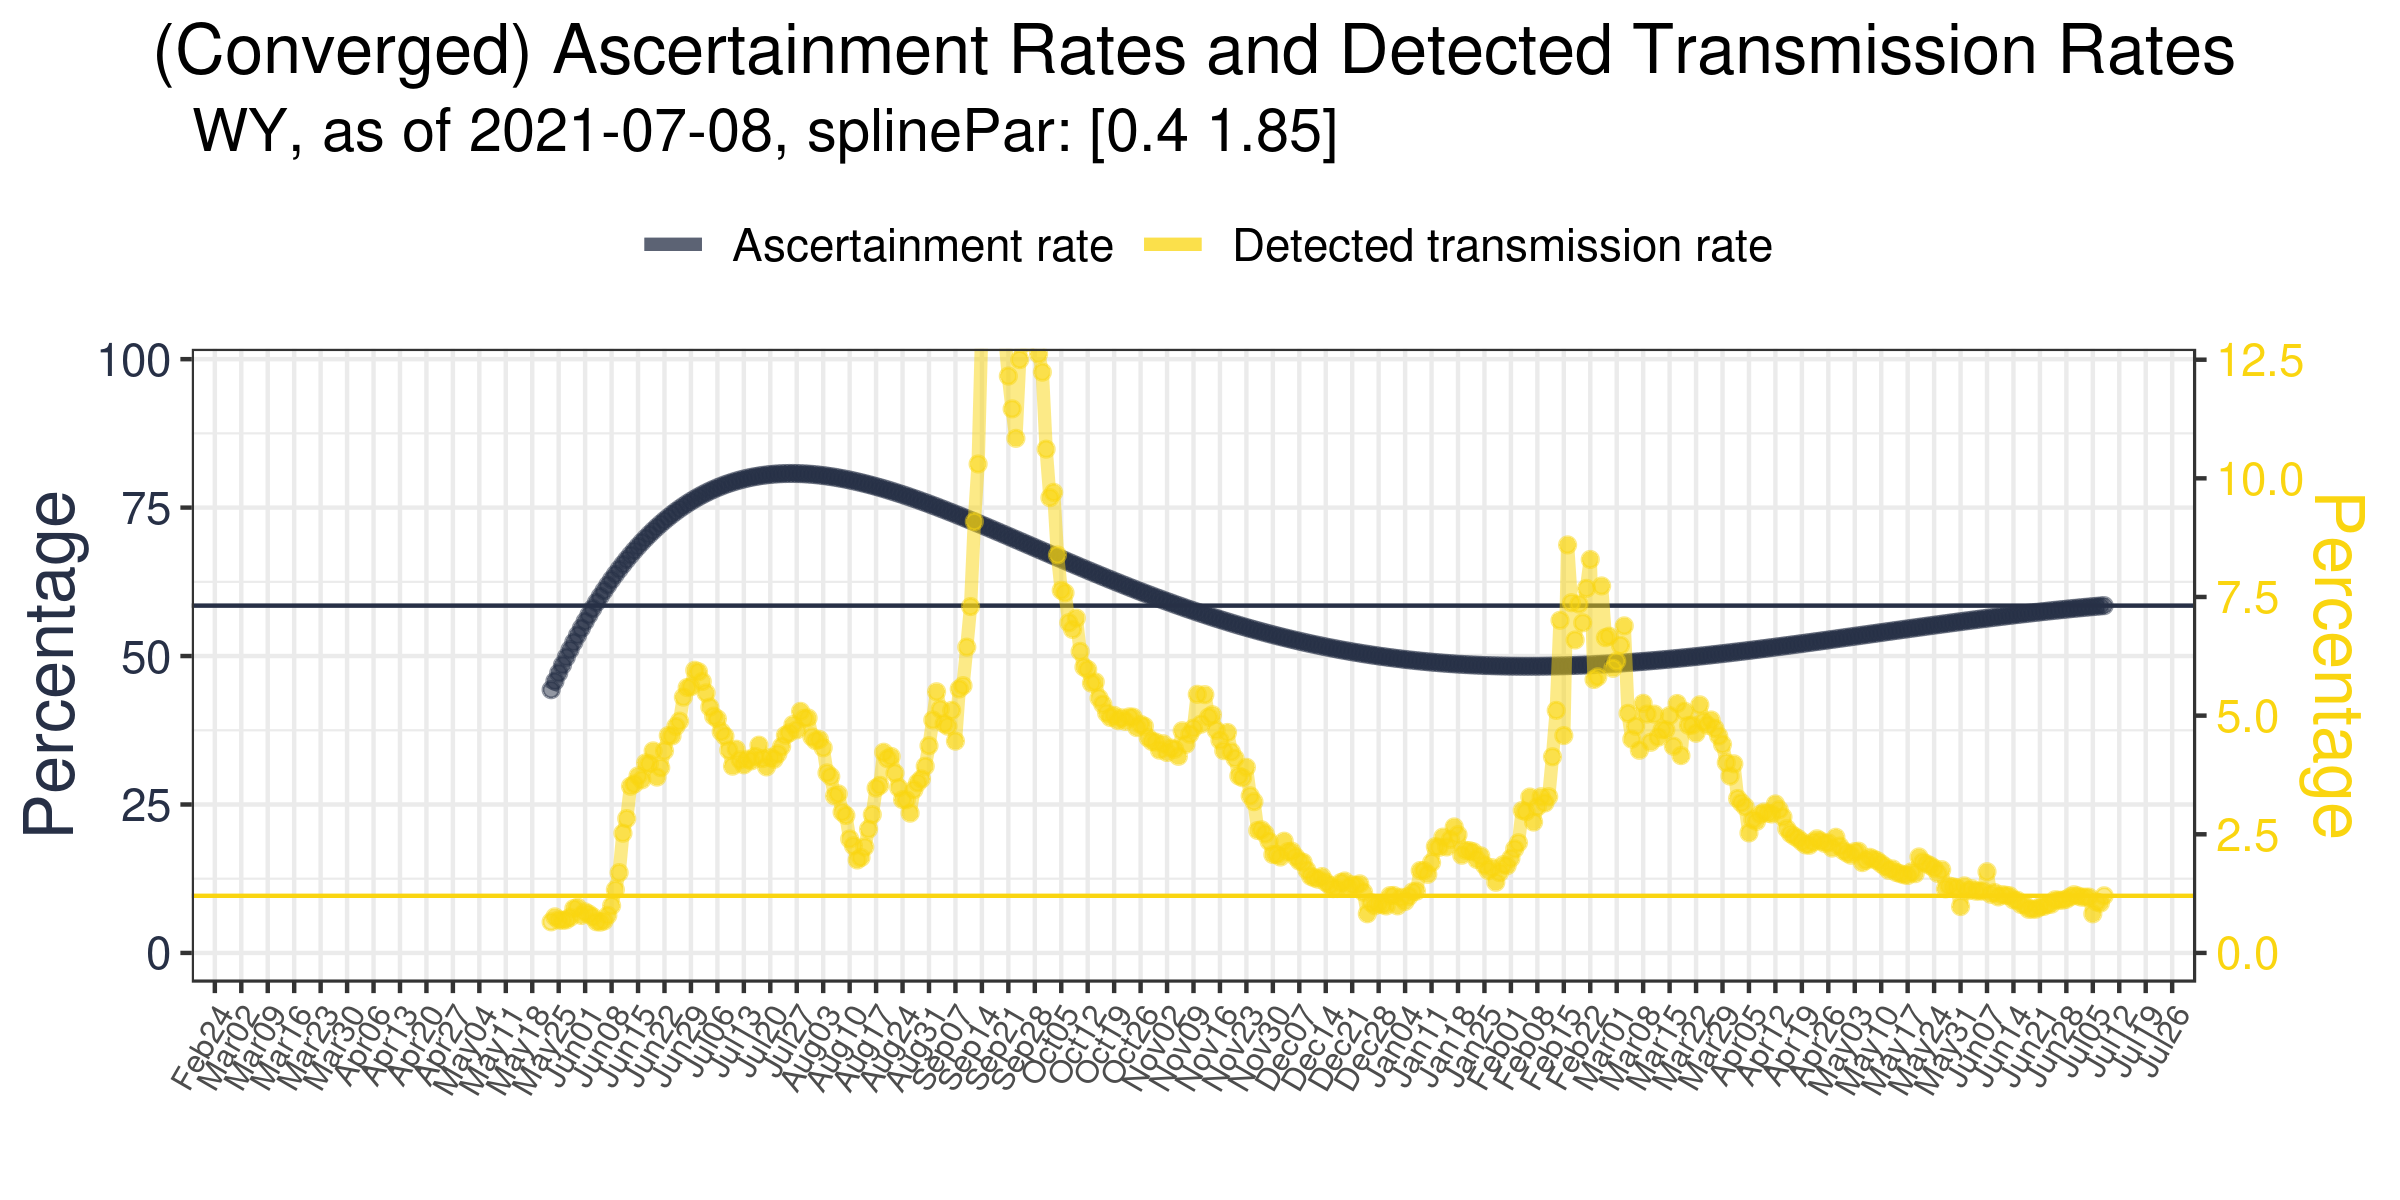 (Converged) Ascertainment Rates and Detected Transmission Rates
WY, as of 2021-07-08, splinePar: [0.4 1.85]
Ascertainment rate
Detected transmission rate
Percentage
100
75
50
25
0
12.5
10.0
7.5
5.0
2.5
0.0
Percentage
Feb24
Mar02
Mar09
Mar16
Mar23
Mar30
Apr06
Apr13
Apr20
Apr27
May04
May11
May18
May25
Jun01
Jun08
Jun15
Jun22
Jun29
Jul06
Jul13
Jul20
Jul27
Aug03
Aug10
Aug17
Aug24
Aug31
Sep07
Sep14
Sep21
Sep28
Oct05
Oct12
Oct19
Oct26
Nov02
Nov09
Nov16
Nov23
Nov30
Dec07
Dec14
Dec21
Dec28
Jan04
Jan11
Jan18
Jan25
Feb01
Feb08
Feb15
Feb22
Mar01
Mar08
Mar15
Mar22
Mar29
Apr05
Apr12
Apr19
Apr26
May03
May10
May17
May24
May31
Jun07
Jun14
Jun21
Jun28
Jul05
Jul12
Jul19
Jul26